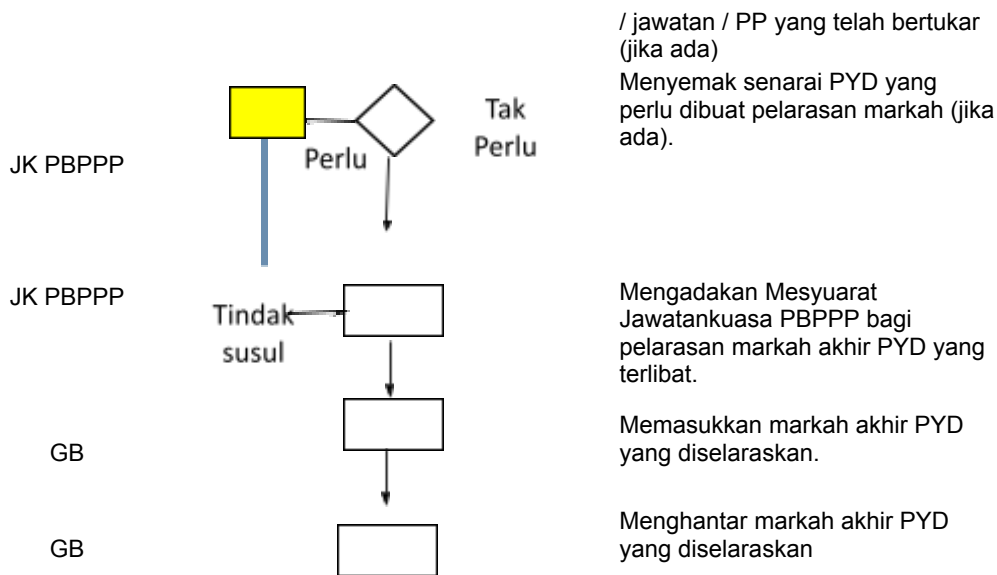 / jawatan / PP yang telah bertukar
(jika ada)
JK PBPPP
Perlu
Tak
Perlu
Menyemak senarai PYD yang
perlu dibuat pelarasan markah (jika
ada).
JK PBPPP
Tindak
susul
Mengadakan Mesyuarat
Jawatankuasa PBPPP bagi
pelarasan markah akhir PYD yang
terlibat.
GB
Memasukkan markah akhir PYD
yang diselaraskan.
GB
Menghantar markah akhir PYD
yang diselaraskan